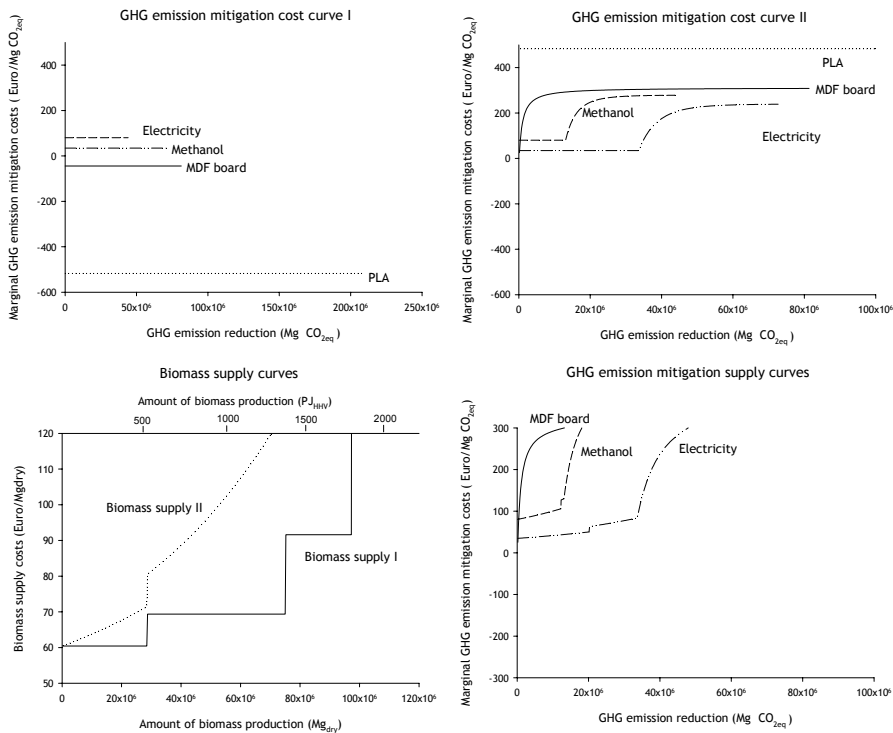 GHG emission mitigation cost curve I
Marginal GHG emission mitigation costs ( Euro/Mg CO2eq)
400
200
0
-200
-400
-600
Electricity
Methanol
MDF board
PLA
0
50x10⁶
100x10⁶
150x10⁶
200x10⁶
250x10⁶
GHG emission reduction (Mg CO2eq )
GHG emission mitigation cost curve II
Marginal GHG emission mitigation costs ( Euro/Mg CO2eq)
400
200
0
-200
-400
-600
PLA
MDF board
Methanol
Electricity
0
20x10⁶
40x10⁶
60x10⁶
80x10⁶
100x10⁶
GHG emission reduction (Mg CO2eq )
Biomass supply curves
Amount of biomass production (PJHHV)
500
1000
1500
2000
Biomass supply costs (Euro/Mgdry)
120
110
100
90
80
70
60
50
Biomass supply II
Biomass supply I
0
20x10⁶
40x10⁶
60x10⁶
80x10⁶
100x10⁶
120x10⁶
Amount of biomass production (Mgdry)
GHG emission mitigation supply curves
Marginal GHG emission mitigation costs ( Euro/Mg CO2eq)
300
200
100
0
-100
-200
-300
MDF board
Methanol
Electricity
0
20x10⁶
40x10⁶
60x10⁶
80x10⁶
100x10⁶
GHG emission reduction (Mg CO2eq )